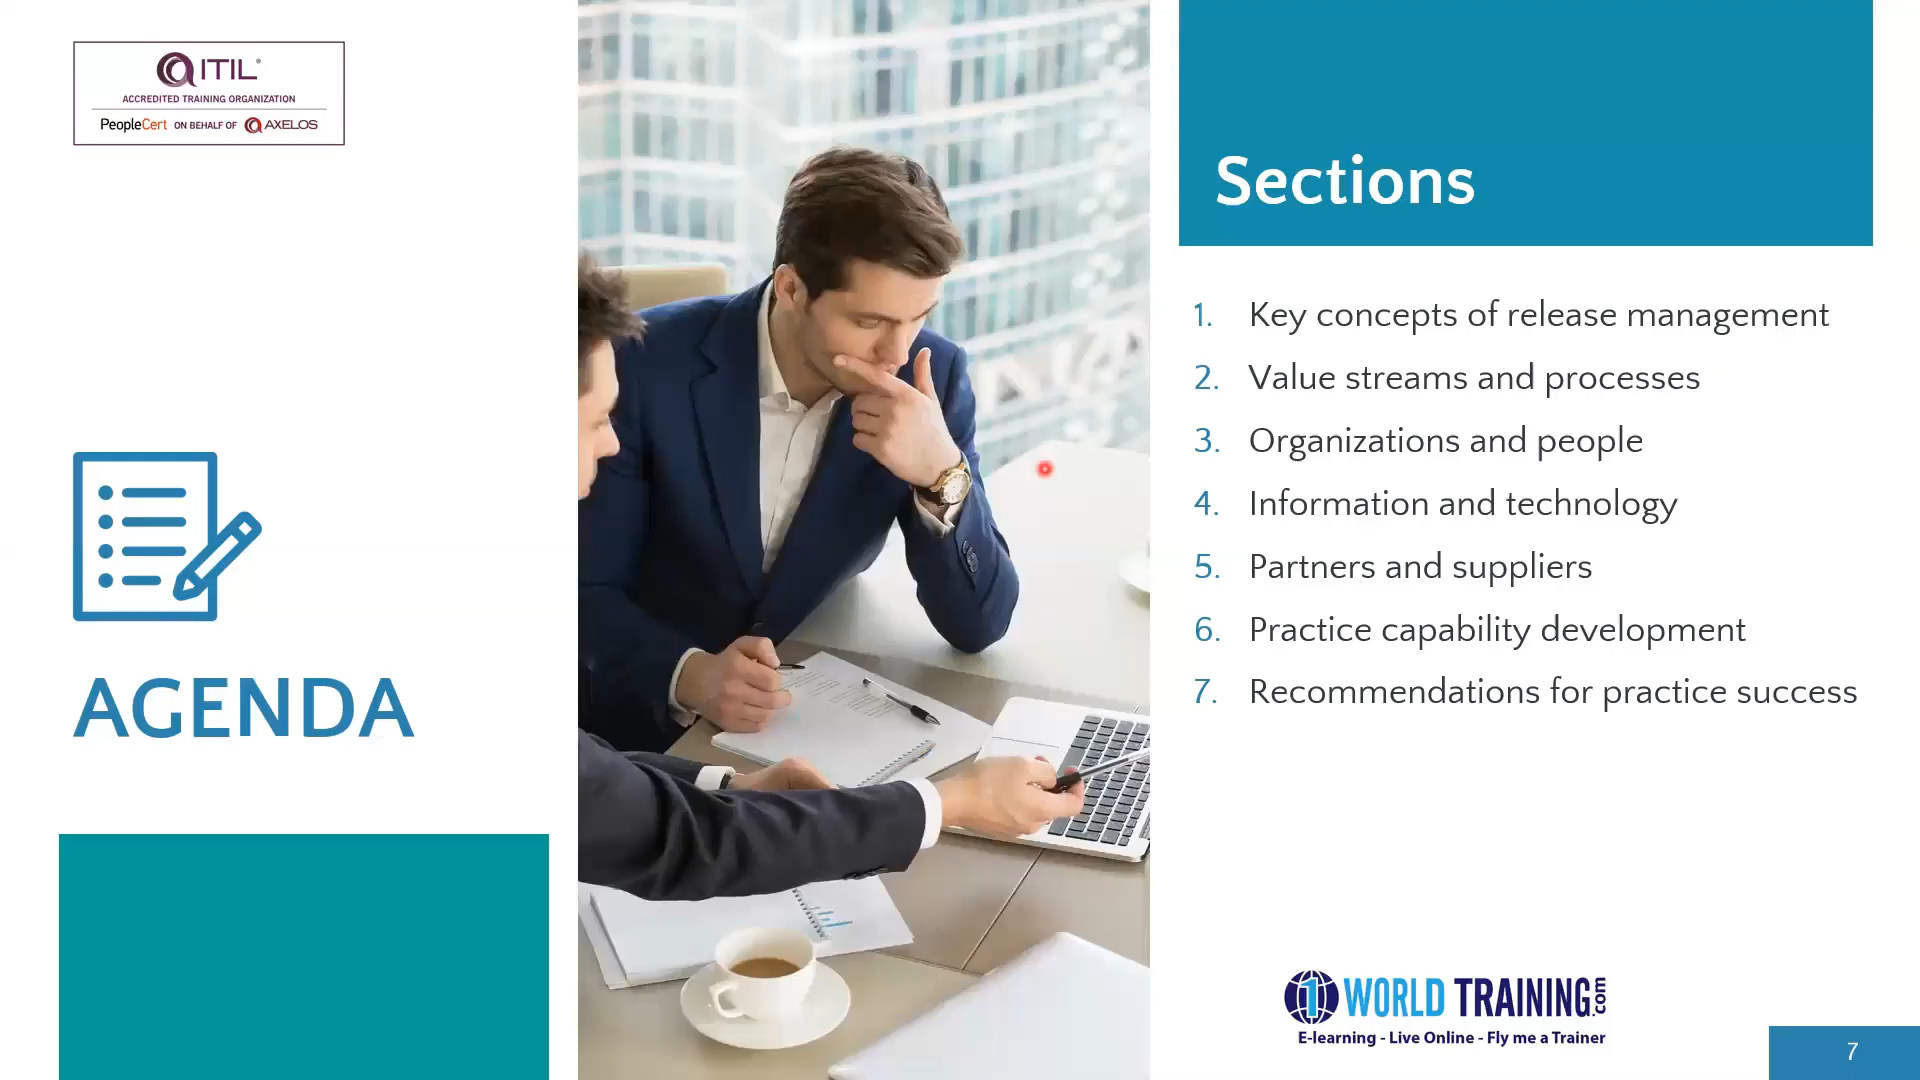 ITIL®
ACCREDITED TRAINING ORGANIZATION
PeopleCert ON BEHALF OF AXELOS
AGENDA
Sections
1. Key concepts of release management
2. Value streams and processes
3. Organizations and people
4. Information and technology
5. Partners and suppliers
6. Practice capability development
7. Recommendations for practice success
1 WORLD TRAINING.com
E-learning - Live Online - Fly me a Trainer
7